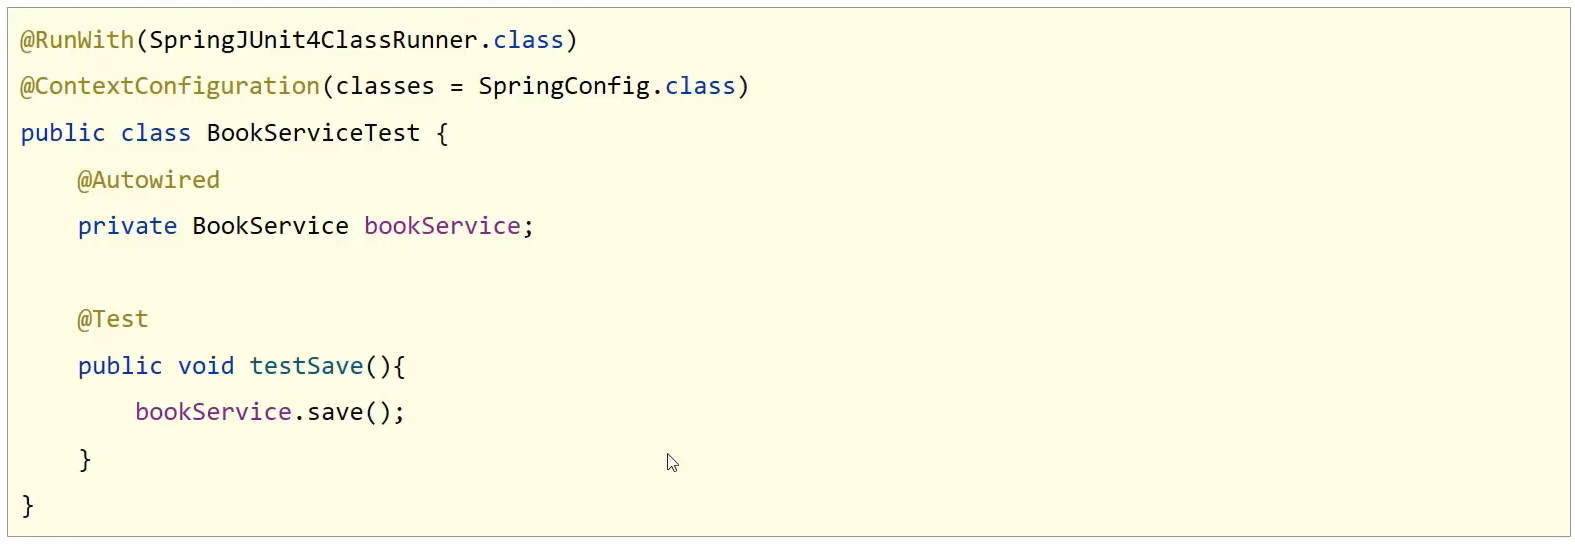 @RunWith(SpringJUnit4ClassRunner.class)
@ContextConfiguration(classes = SpringConfig.class)
public class BookServiceTest {
    @Autowired
    private BookService bookService;

    @Test
    public void testSave(){
        bookService.save();
    }
}